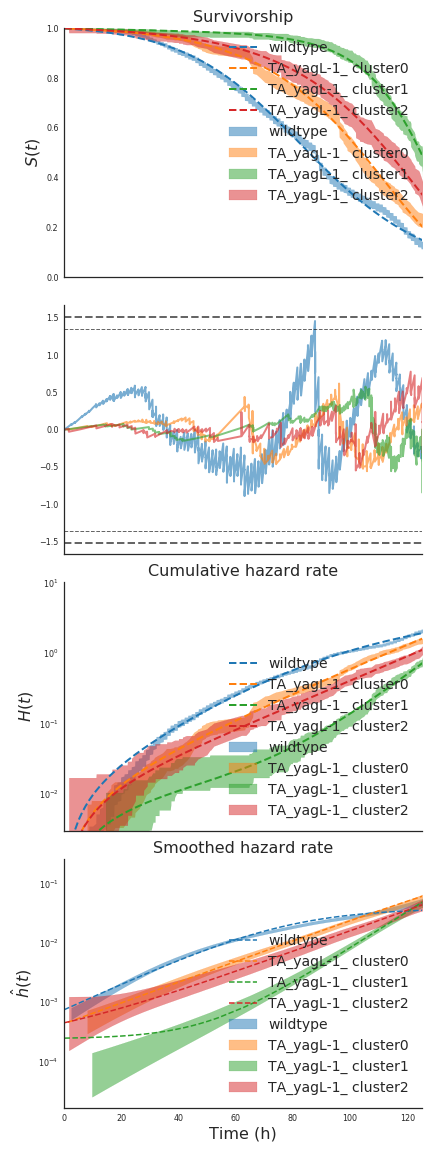 Survivorship
1.0
0.8
0.6
0.4
0.2
0.0
S(t)
wildtype
TA_yagL-1_ cluster0
TA_yagL-1_ cluster1
TA_yagL-1_ cluster2
wildtype
TA_yagL-1_ cluster0
TA_yagL-1_ cluster1
TA_yagL-1_ cluster2
1.5
1.0
0.5
0.0
−0.5
−1.0
−1.5
Cumulative hazard rate
10¹
10⁰
10⁻¹
10⁻²
H(t)
wildtype
TA_yagL-1_ cluster0
TA_yagL-1_ cluster1
TA_yagL-1_ cluster2
wildtype
TA_yagL-1_ cluster0
TA_yagL-1_ cluster1
TA_yagL-1_ cluster2
Smoothed hazard rate
10⁻¹
10⁻²
10⁻³
10⁻⁴
ĥ(t)
wildtype
TA_yagL-1_ cluster0
TA_yagL-1_ cluster1
TA_yagL-1_ cluster2
wildtype
TA_yagL-1_ cluster0
TA_yagL-1_ cluster1
TA_yagL-1_ cluster2
0 20 40 60 80 100 120
Time (h)